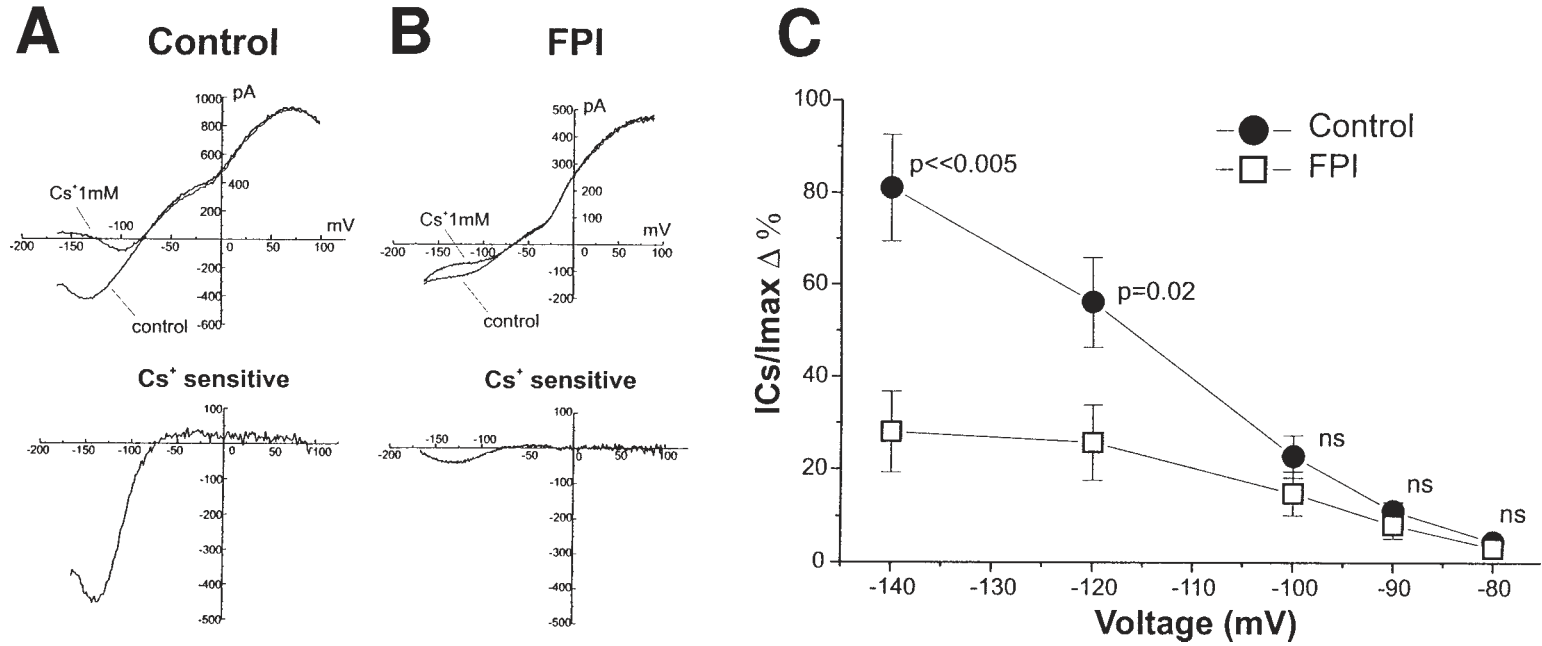 A Control
pA
1000
800
600
400
200
Cs+1mM
-100
mV
-200 -150 -50 0 50 100
-200
-400
-600
control
Cs+ sensitive
100
-200 -150 -100 -50 0 50 100
-100
-200
-300
-400
-500
B FPI
pA
500
400
300
200
100
Cs+1mM
mV
-200 -150 -100 -50 0 50 100
-100
-200
control
Cs+ sensitive
100
-200 -150 -100 -50 0 50 100
-100
-200
-300
-400
-500
C
ICs/Imax Δ %
100
80
60
40
20
0
Control
FPI
p<<0.005
p=0.02
ns
ns
ns
-140 -130 -120 -110 -100 -90 -80
Voltage (mV)